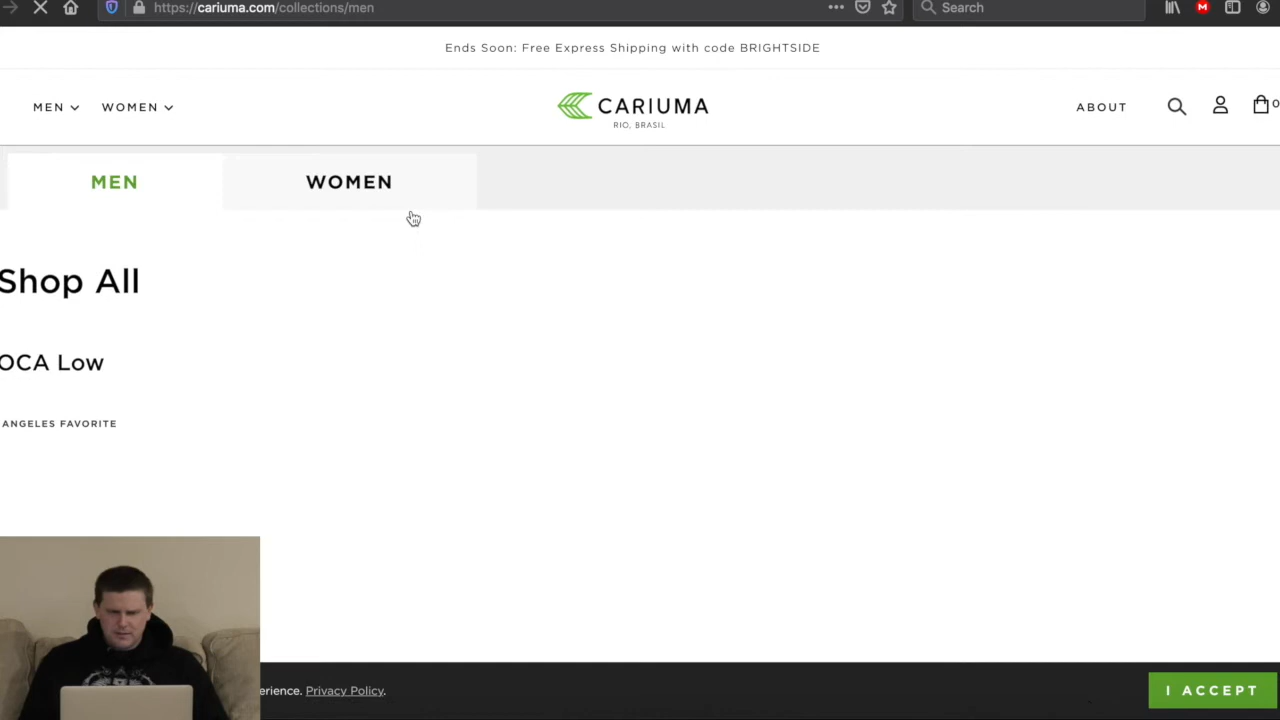 https://cariuma.com/collections/men
Search
Ends Soon: Free Express Shipping with code BRIGHTSIDE
MEN
WOMEN
CARIUMA
RIO, BRASIL
ABOUT
0
MEN
WOMEN
Shop All
OCA Low
ANGELES FAVORITE
erience. Privacy Policy.
I ACCEPT